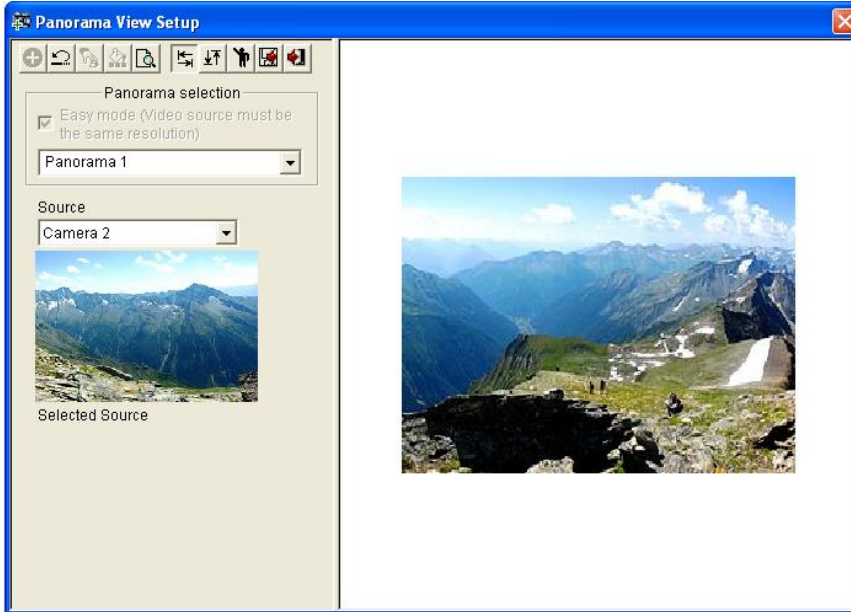 Panorama View Setup
Panorama selection
Easy mode (Video source must be
the same resolution)
Panorama 1
Source
Camera 2
Selected Source